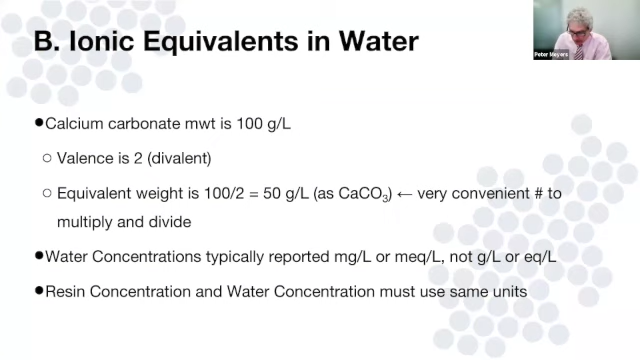 B. Ionic Equivalents in Water
Peter Meyers
●Calcium carbonate mwt is 100 g/L
○ Valence is 2 (divalent)
○ Equivalent weight is 100/2 = 50 g/L (as CaCO₃) ← very convenient # to
multiply and divide
●Water Concentrations typically reported mg/L or meq/L, not g/L or eq/L
●Resin Concentration and Water Concentration must use same units